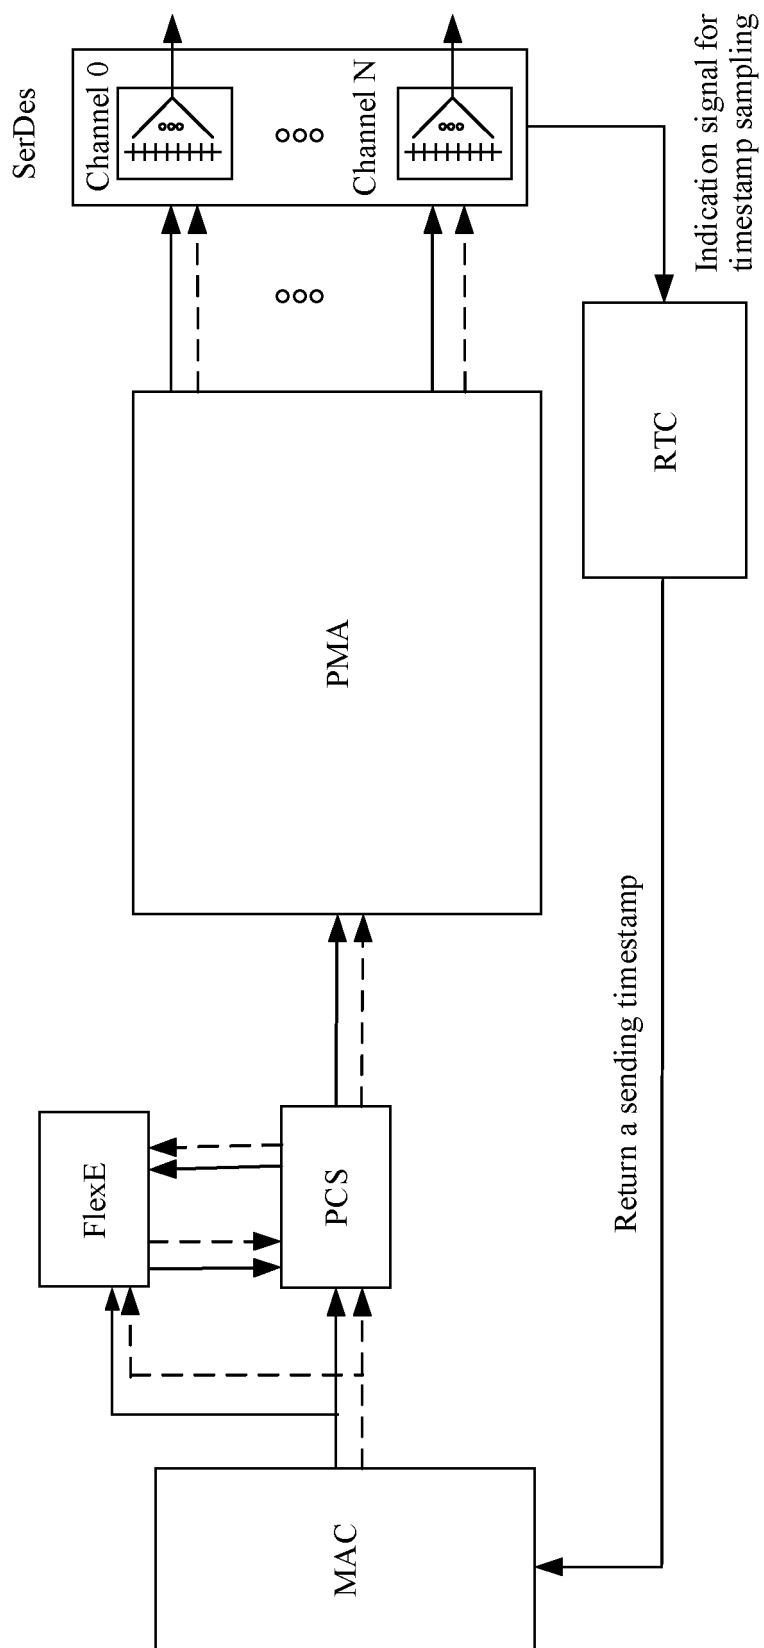 SerDes
Channel 0
Channel N
Indication signal for
timestamp sampling
RTC
PMA
Return a sending timestamp
FlexE
PCS
MAC